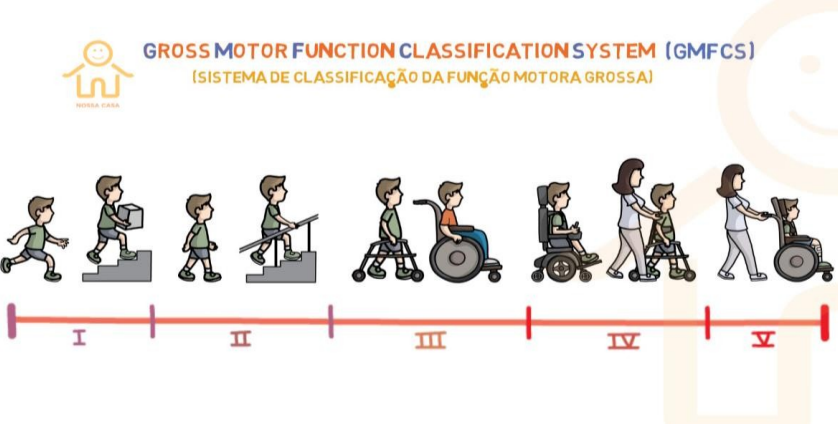 GROSS MOTOR FUNCTION CLASSIFICATION SYSTEM (GMFCS)
(SISTEMA DE CLASSIFICAÇÃO DA FUNÇÃO MOTORA GROSSA)
NOSSA CASA
I II III IV V